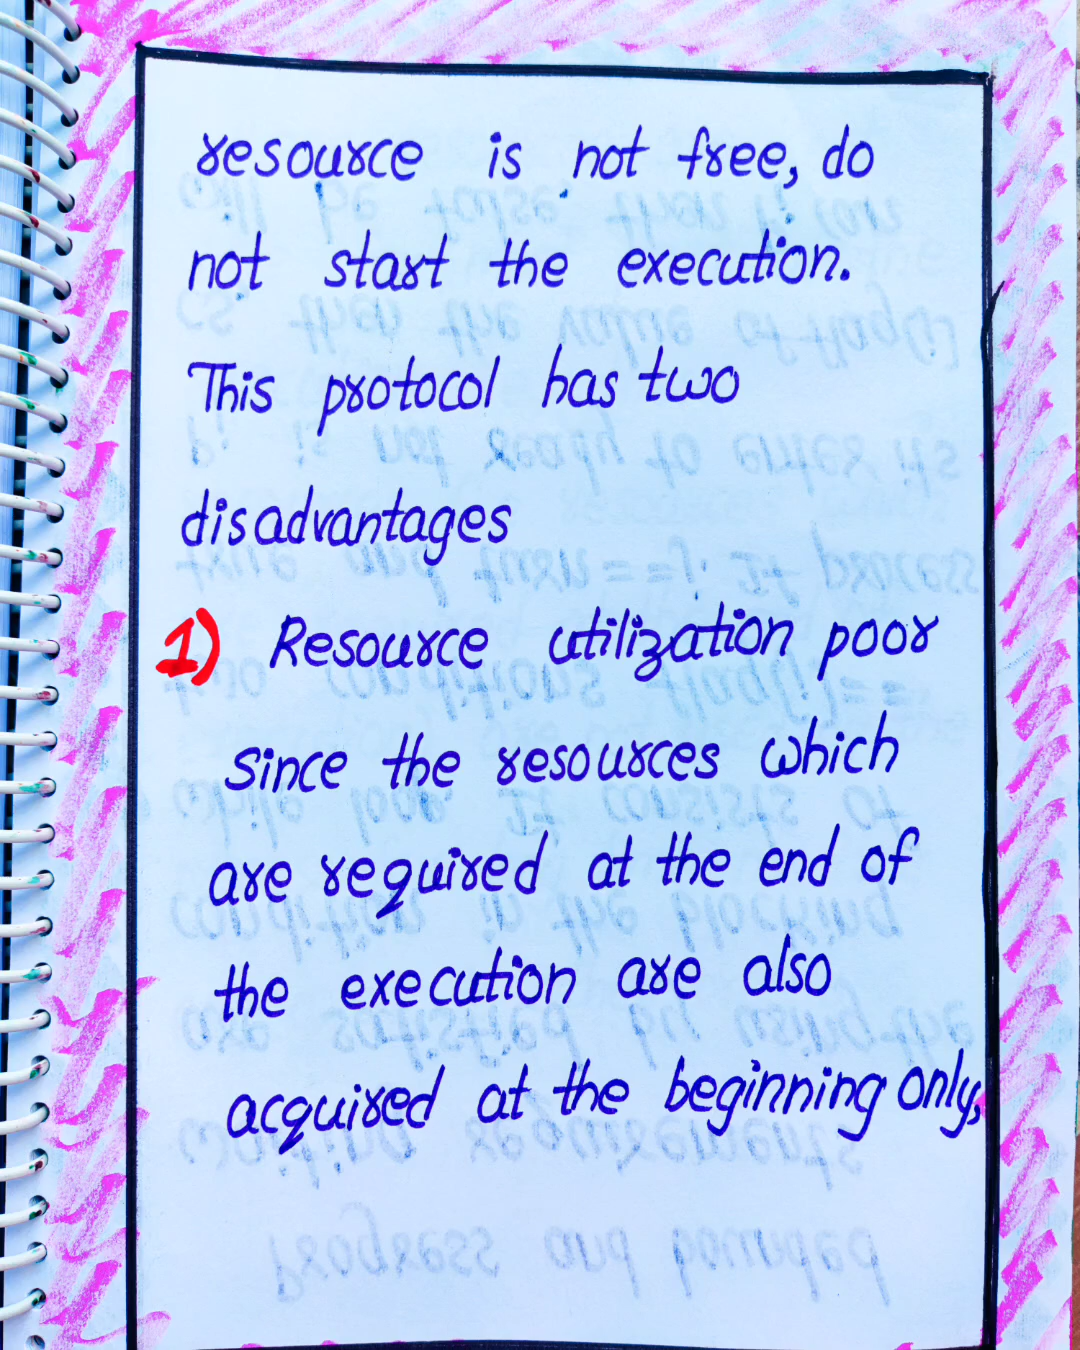 resource is not free, do
not start the execution.
This protocol has two
disadvantages
1) Resource utilization poor
since the resources which
are required at the end of
the execution are also
acquired at the beginning only,